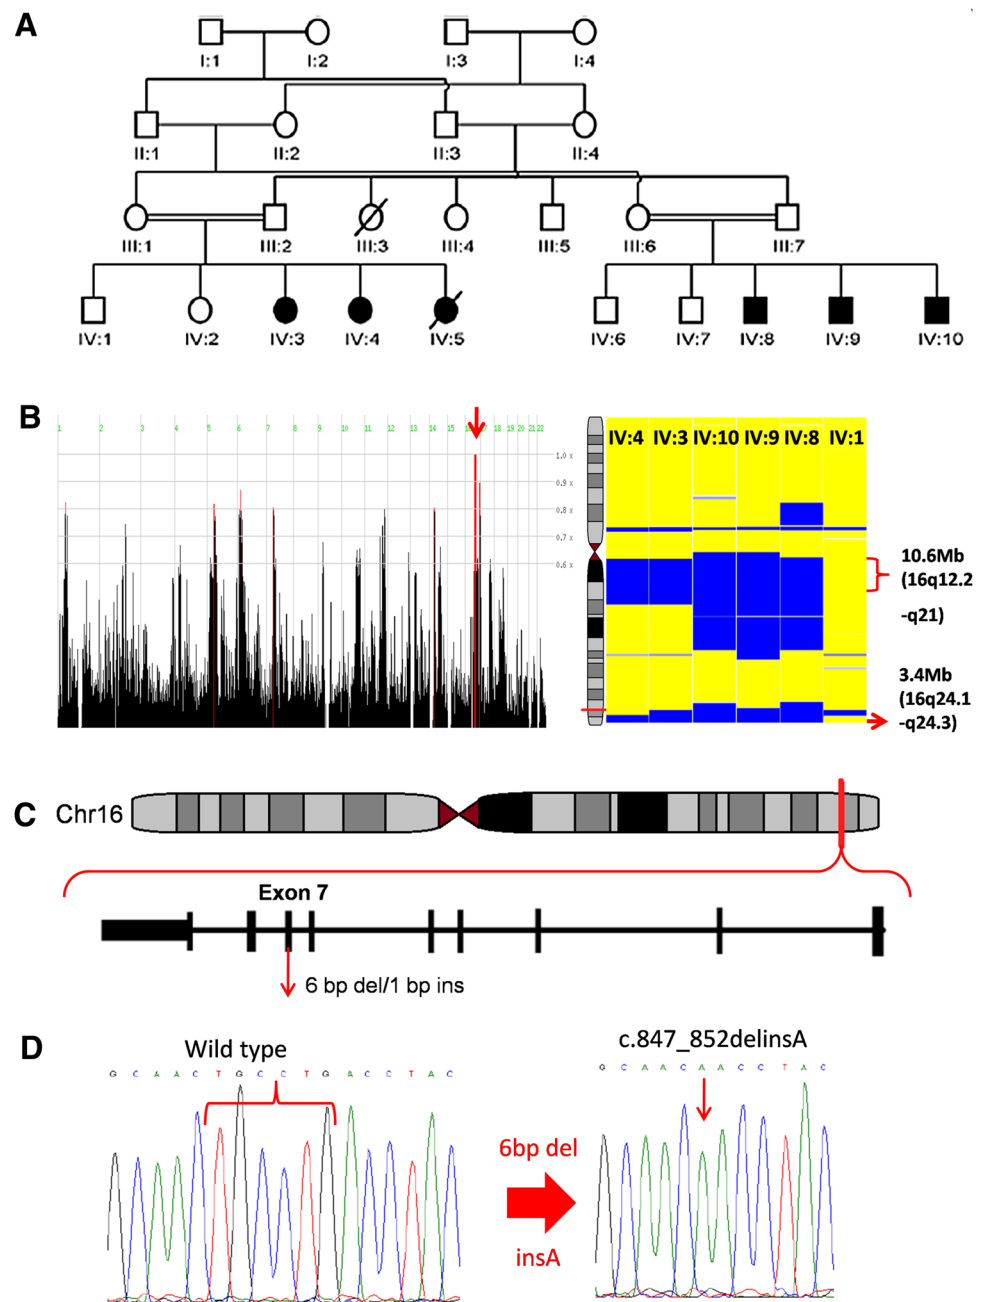 A
I:1 I:2 I:3 I:4
II:1 II:2 II:3 II:4
III:1 III:2 III:3 III:4 III:5 III:6 III:7
IV:1 IV:2 IV:3 IV:4 IV:5 IV:6 IV:7 IV:8 IV:9 IV:10
B
1 2 3 4 5 6 7 8 9 10 11 12 13 14 15 18 19 20 21 22
1.0 x
0.9 x
0.8 x
0.7 x
0.6 x
IV:4 IV:3 IV:10 IV:9 IV:8 IV:1
10.6Mb
(16q12.2
-q21)
3.4Mb
(16q24.1
-q24.3)
C
Chr16
Exon 7
6 bp del/1 bp ins
D
Wild type
G C A A C T G C C T G A C C T A C
c.847_852delinsA
G C A A C A A C C T A C
6bp del
insA